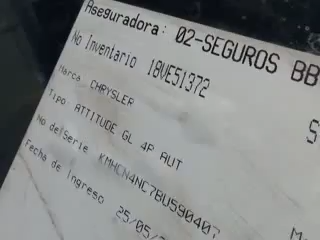 Aseguradora: 02-SEGUROS BB
No Inventario 18VE51372
Marca CHRYSLER
Tipo ATTITUDE GL 4P AUT
No de Serie KMHCN4NC7BU590407
Fecha de Ingreso 25/05/